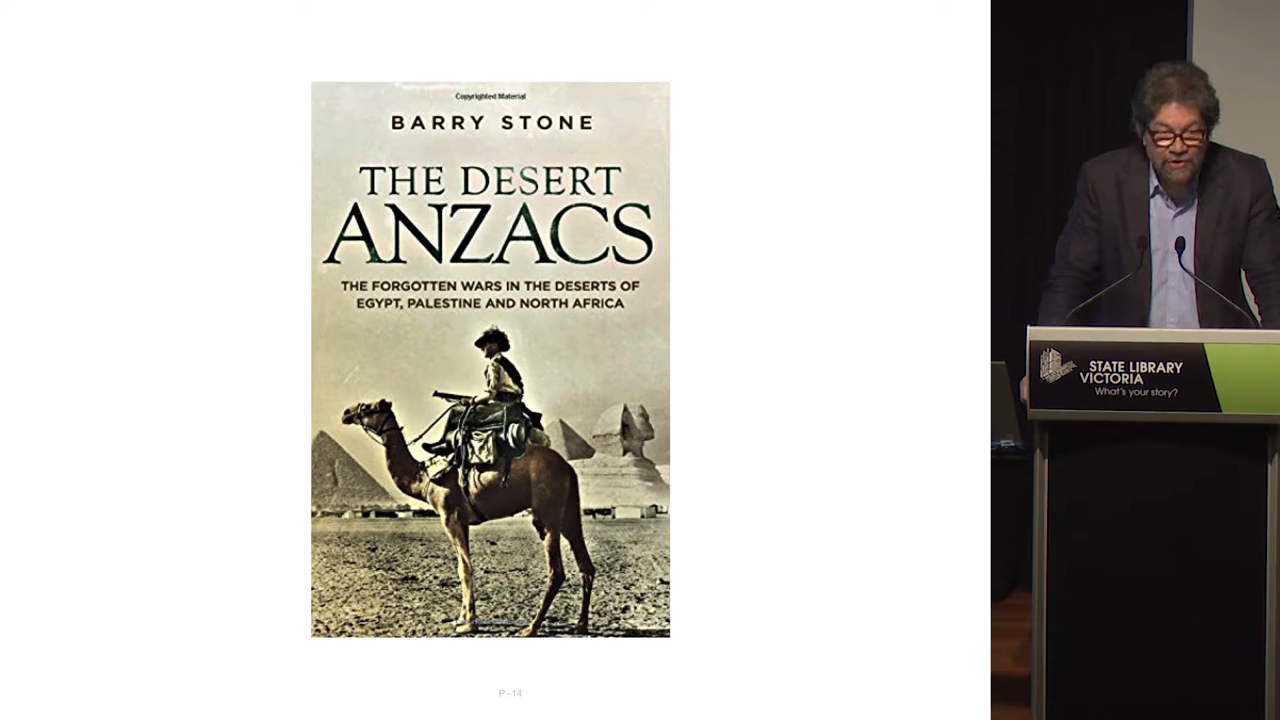 Copyrighted Material
BARRY STONE
THE DESERT
ANZACS
THE FORGOTTEN WARS IN THE DESERTS OF
EGYPT, PALESTINE AND NORTH AFRICA
P–14
STATE LIBRARY
VICTORIA
What's your story?